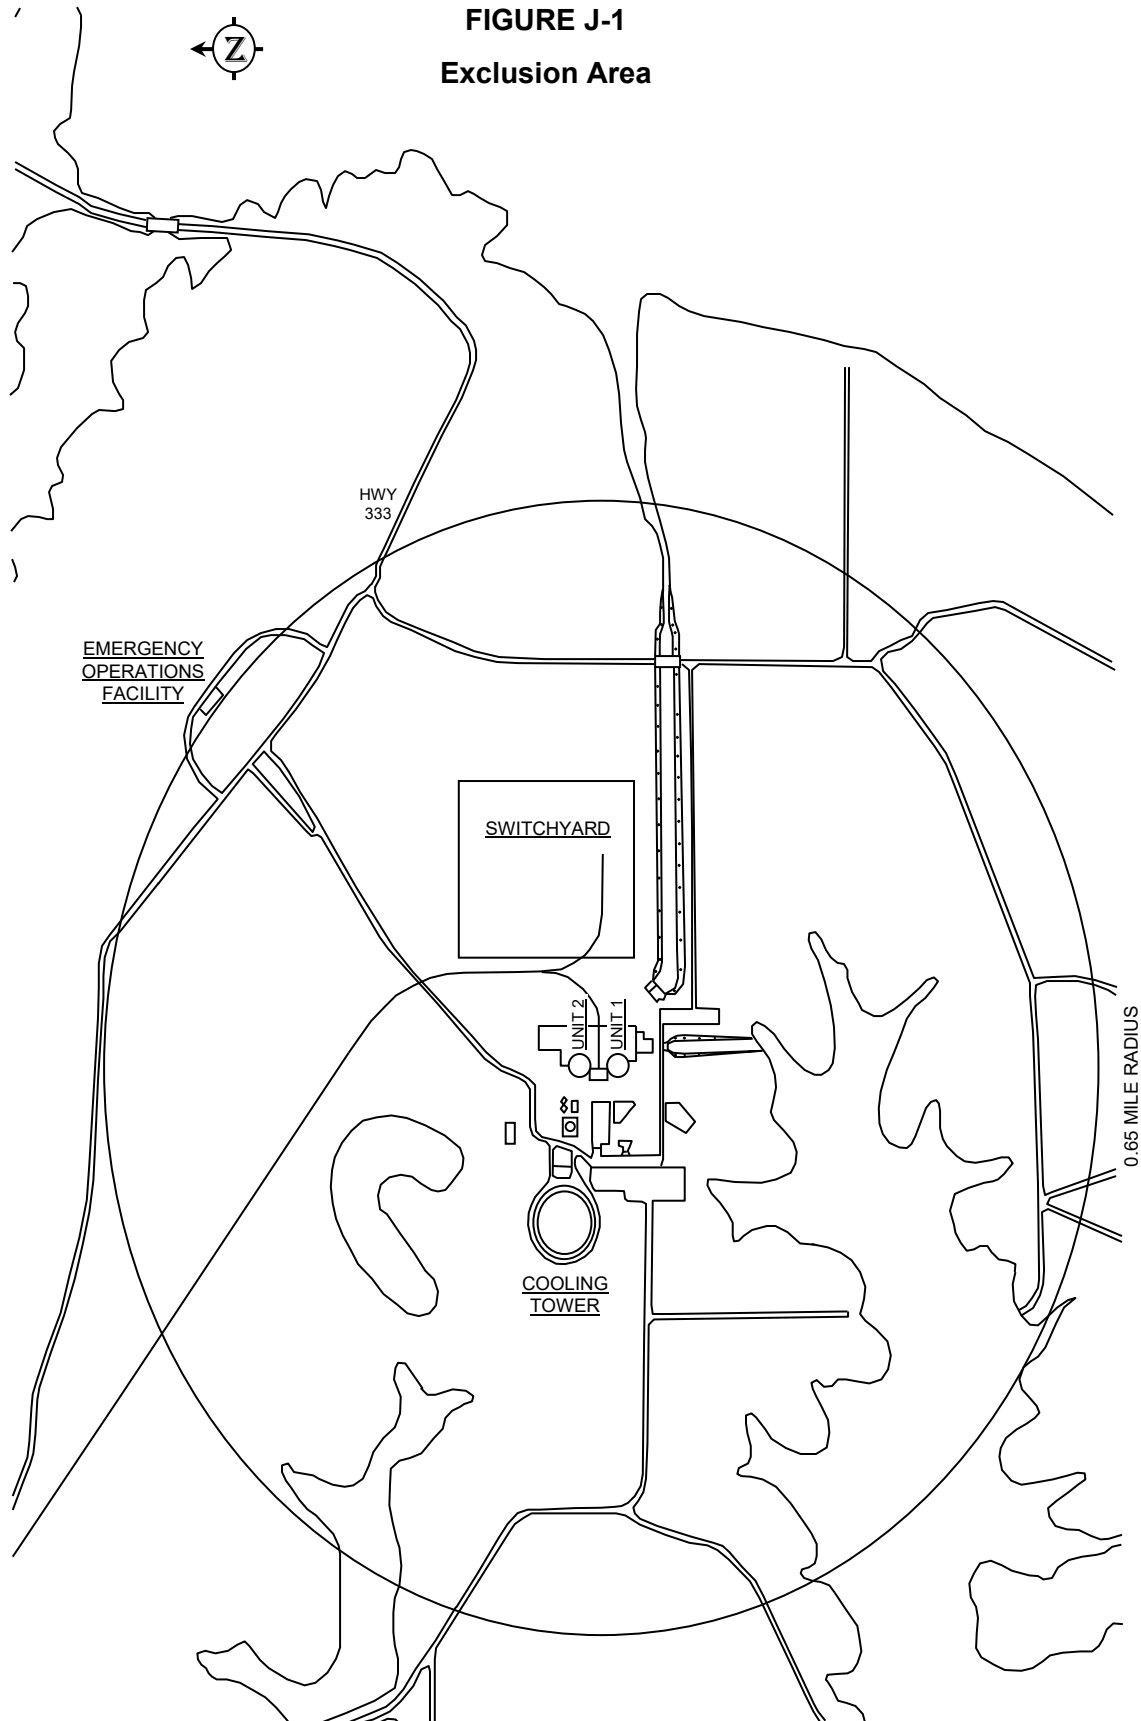 FIGURE J-1
Exclusion Area
Z
HWY
333
EMERGENCY
OPERATIONS
FACILITY
SWITCHYARD
UNIT 2
UNIT 1
0.65 MILE RADIUS
COOLING
TOWER